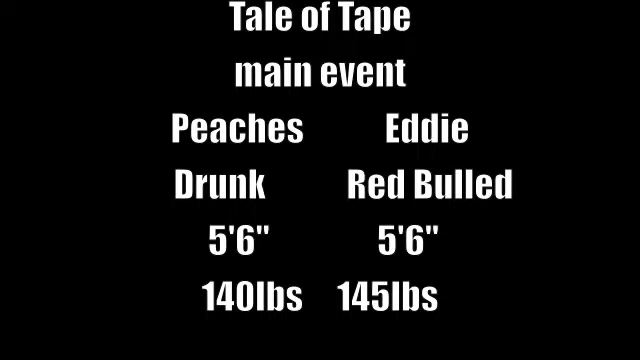 Tale of Tape
main event
Peaches Eddie
Drunk Red Bulled
5'6" 5'6"
140lbs 145lbs